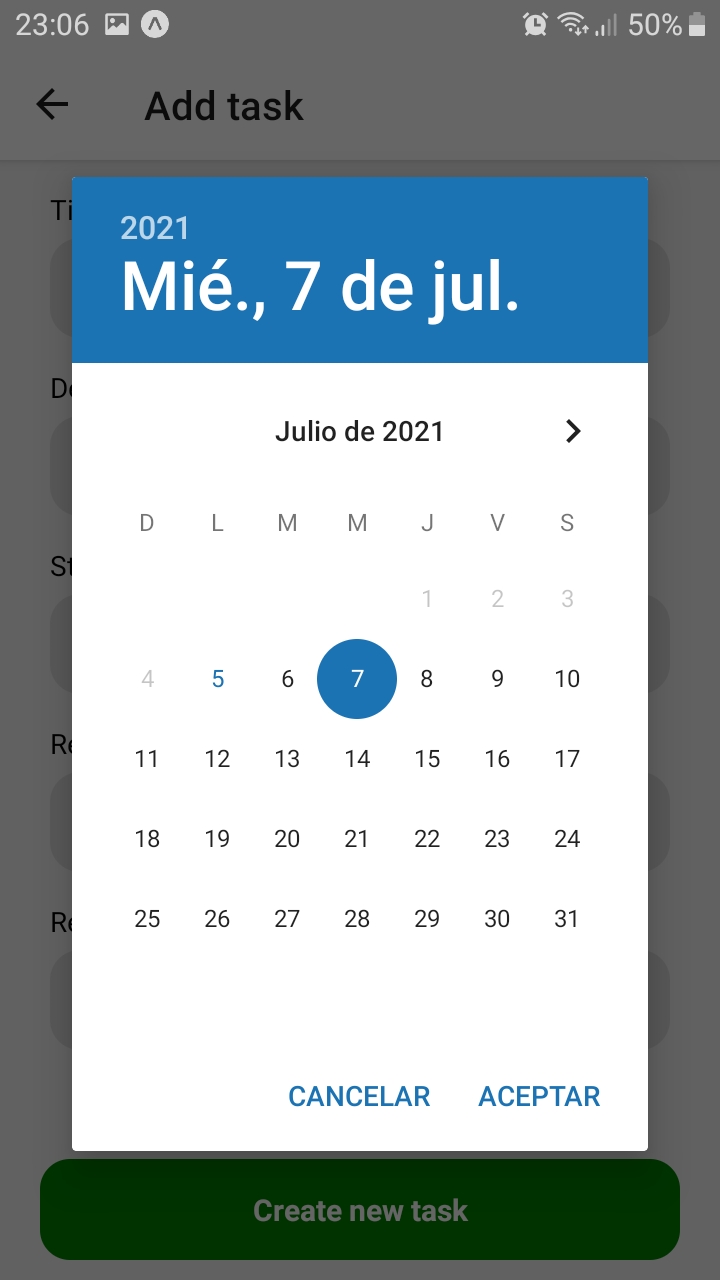 23:06 50%
Add task
Ti
2021
Mié., 7 de jul.
De
Julio de 2021
D L M M J V S
St
1 2 3
4 5 6 7 8 9 10
Re
11 12 13 14 15 16 17
18 19 20 21 22 23 24
Re
25 26 27 28 29 30 31
CANCELAR ACEPTAR
Create new task